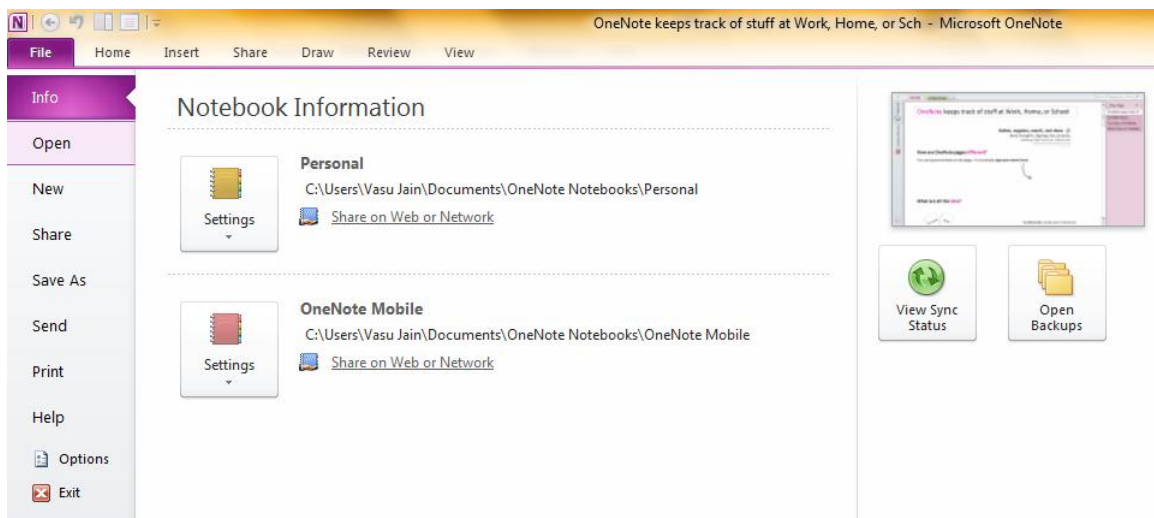 OneNote keeps track of stuff at Work, Home, or Sch - Microsoft OneNote
File Home Insert Share Draw Review View
Info
Open
New
Share
Save As
Send
Print
Help
Options
Exit
Notebook Information
Settings
Personal
C:\Users\Vasu Jain\Documents\OneNote Notebooks\Personal
Share on Web or Network
Settings
OneNote Mobile
C:\Users\Vasu Jain\Documents\OneNote Notebooks\OneNote Mobile
Share on Web or Network
OneNote keeps track of stuff at Work, Home, or School
View Sync
Status
Open
Backups